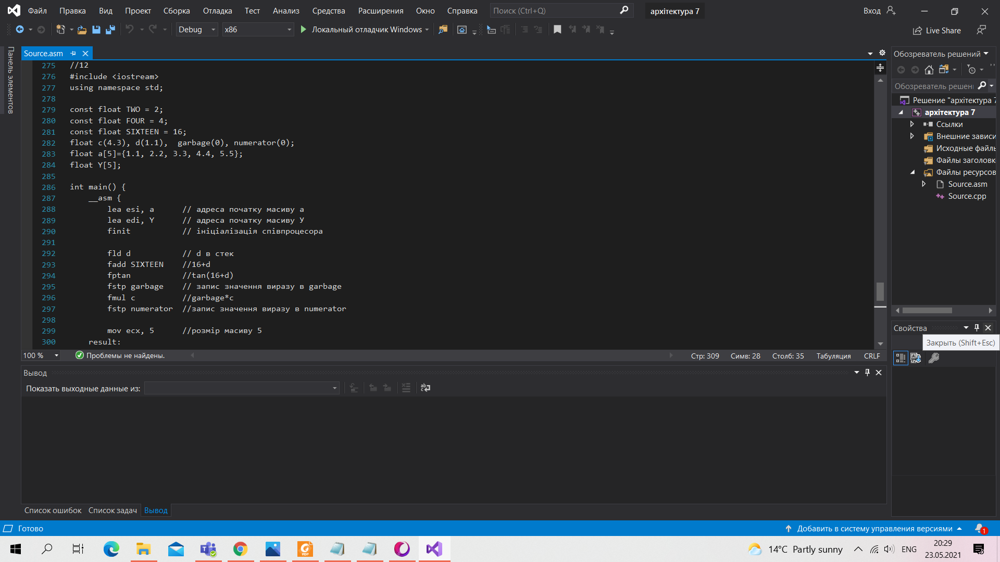 Файл Правка Вид Проект Сборка Отладка Тест Анализ Средства Расширения Окно Справка Поиск (Ctrl+Q) архітектура 7 Вход
Debug x86 Локальный отладчик Windows Live Share
Панель элементов
Source.asm
275 //12
276 #include <iostream>
277 using namespace std;
278
279 const float TWO = 2;
280 const float FOUR = 4;
281 const float SIXTEEN = 16;
282 float c(4.3), d(1.1),  garbage(0), numerator(0);
283 float a[5]={1.1, 2.2, 3.3, 4.4, 5.5};
284 float Y[5];
285
286 int main() {
287     __asm {
288         lea esi, a      // адреса початку масиву a
289         lea edi, Y      // адреса початку масиву У
290         finit           // ініціалізація співпроцесора
291
292         fld d           // d в стек
293         fadd SIXTEEN    //16+d
294         fptan           //tan(16+d)
295         fstp garbage    // запис значення виразу в garbage
296         fmul c          //garbage*c
297         fstp numerator  //запис значення виразу в numerator
298
299         mov ecx, 5      //розмір масиву 5
300     result:
100 % Проблемы не найдены. Стр: 309 Симв: 28 Столб: 35 Табуляция CRLF
Вывод
Показать выходные данные из:
Список ошибок Список задач Вывод
Обозреватель решений
Обозреватель решен
Решение "архітектура 7
архітектура 7
Ссылки
Внешние зависи
Исходные файль
Файлы заголовк
Файлы ресурсов
Source.asm
Source.cpp
Свойства
Закрыть (Shift+Esc)
Готово Добавить в систему управления версиями 1
14°C Partly sunny ENG 20:29
23.05.2021